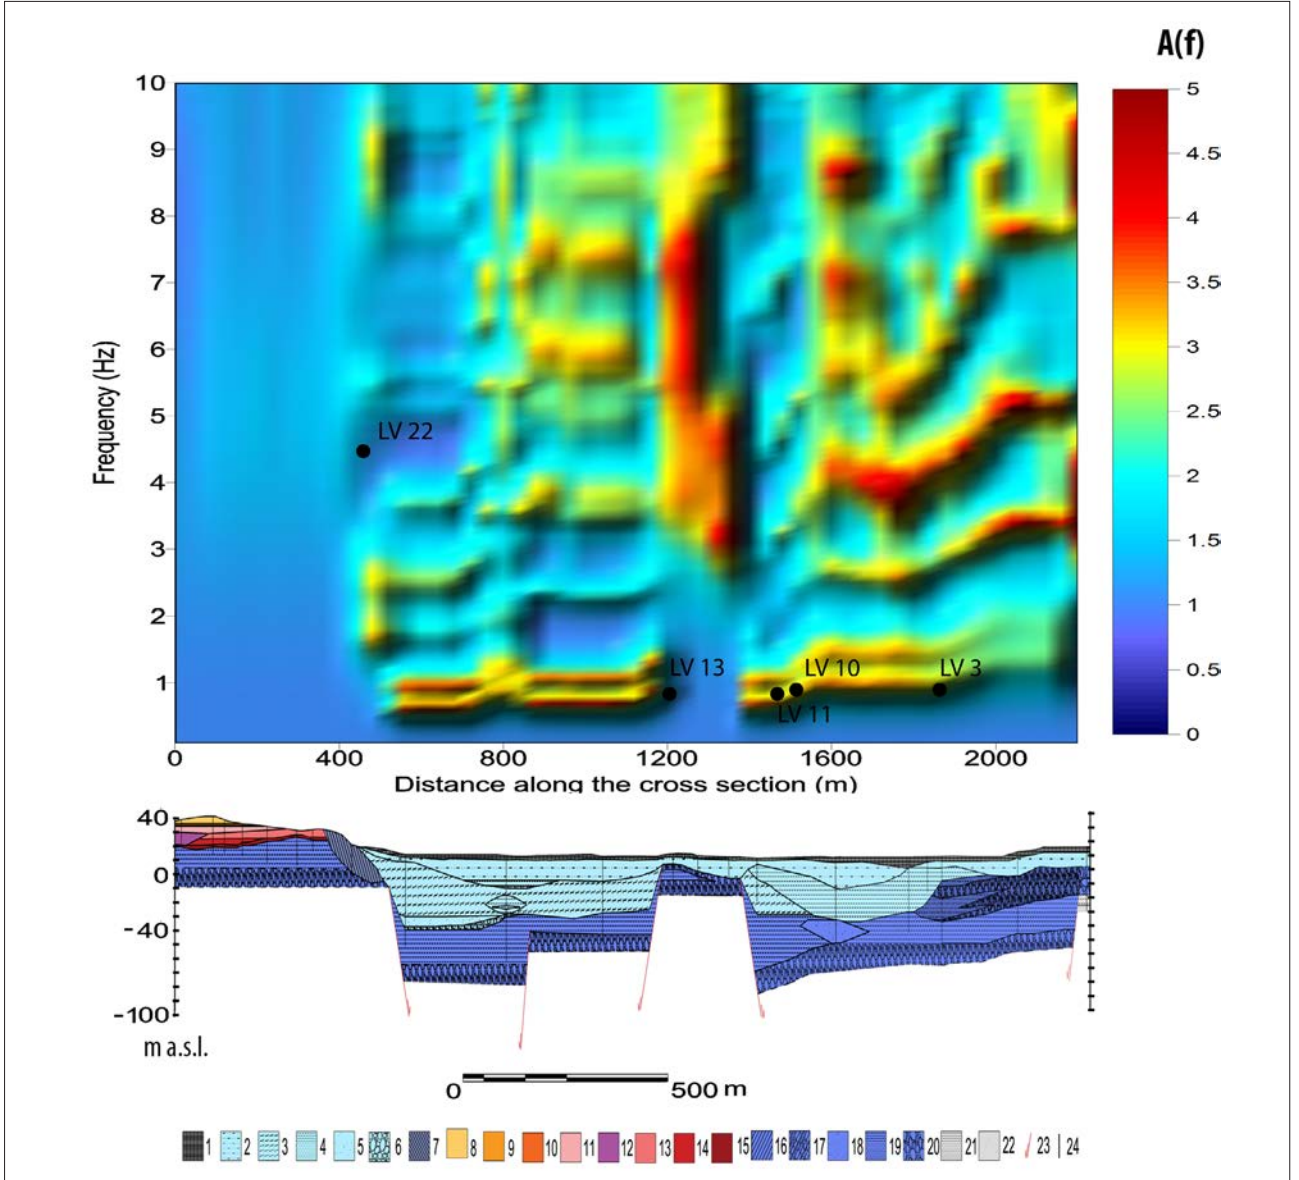 A(f)
10
9
8
7
6
5
4
3
2
1
Frequency (Hz)
LV 22
LV 13
LV 10
LV 3
LV 11
0 400 800 1200 1600 2000
Distance along the cross section (m)
5
4.5
4
3.5
3
2.5
2
1.5
1
0.5
0
40
0
-40
-100
m a.s.l.
0 500 m
1 2 3 4 5 6 7 8 9 10 11 12 13 14 15 16 17 18 19 20 21 22 23 24